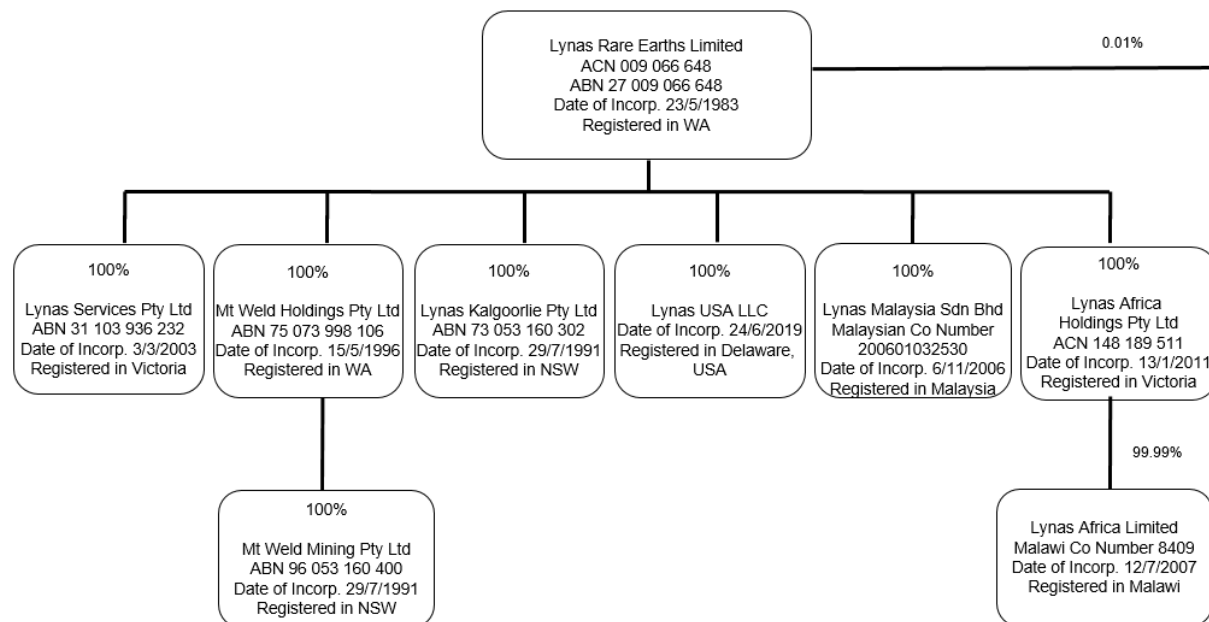 Lynas Rare Earths Limited
ACN 009 066 648
ABN 27 009 066 648
Date of Incorp. 23/5/1983
Registered in WA
0.01%
100%
Lynas Services Pty Ltd
ABN 31 103 936 232
Date of Incorp. 3/3/2003
Registered in Victoria
100%
Mt Weld Holdings Pty Ltd
ABN 75 073 998 106
Date of Incorp. 15/5/1996
Registered in WA
100%
Lynas Kalgoorlie Pty Ltd
ABN 73 053 160 302
Date of Incorp. 29/7/1991
Registered in NSW
100%
Lynas USA LLC
Date of Incorp. 24/6/2019
Registered in Delaware,
USA
100%
Lynas Malaysia Sdn Bhd
Malaysian Co Number
200601032530
Date of Incorp. 6/11/2006
Registered in Malaysia
100%
Lynas Africa
Holdings Pty Ltd
ACN 148 189 511
Date of Incorp. 13/1/2011
Registered in Victoria
99.99%
100%
Mt Weld Mining Pty Ltd
ABN 96 053 160 400
Date of Incorp. 29/7/1991
Registered in NSW
Lynas Africa Limited
Malawi Co Number 8409
Date of Incorp. 12/7/2007
Registered in Malawi